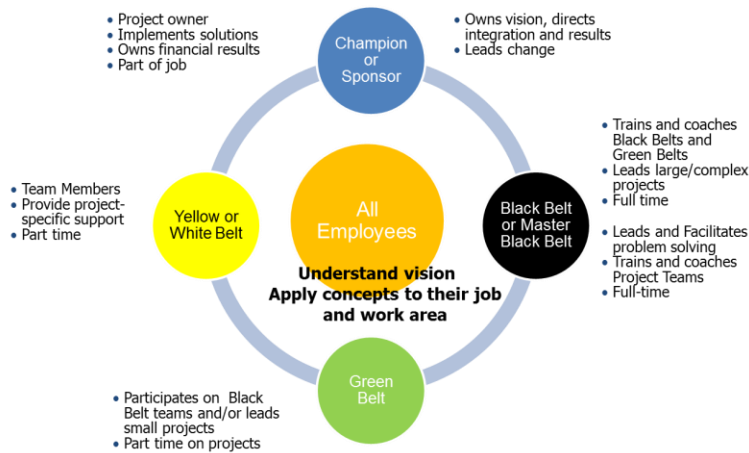 • Project owner
• Implements solutions
• Owns financial results
• Part of job
Champion
or
Sponsor
• Owns vision, directs
integration and results
• Leads change
• Trains and coaches
Black Belts and
Green Belts
• Leads large/complex
projects
• Full time
• Team Members
• Provide project-
specific support
• Part time
Yellow or
White Belt
All
Employees
Black Belt
or Master
Black Belt
• Leads and Facilitates
problem solving
• Trains and coaches
Project Teams
• Full-time
Understand vision
Apply concepts to their job
and work area
Green
Belt
• Participates on Black
Belt teams and/or leads
small projects
• Part time on projects